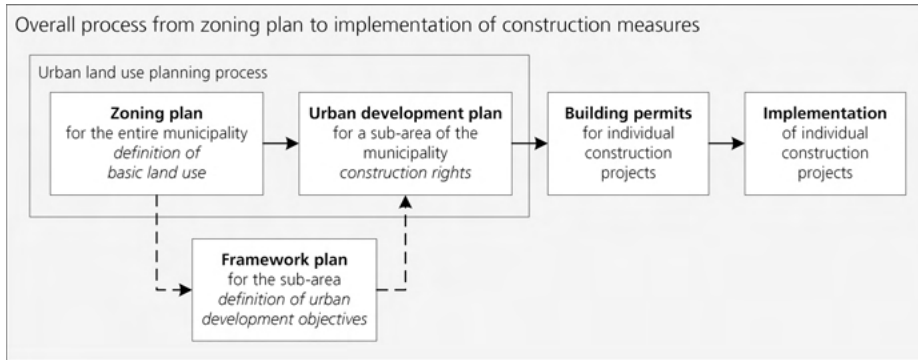 Overall process from zoning plan to implementation of construction measures
Urban land use planning process
Zoning plan
for the entire municipality
definition of
basic land use
Urban development plan
for a sub-area of the
municipality
construction rights
Building permits
for individual
construction
projects
Implementation
of individual
construction
projects
Framework plan
for the sub-area
definition of urban
development objectives